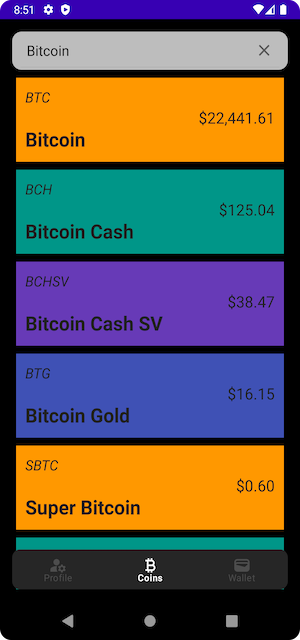 8:51
Bitcoin
BTC
$22,441.61
Bitcoin
BCH
$125.04
Bitcoin Cash
BCHSV
$38.47
Bitcoin Cash SV
BTG
$16.15
Bitcoin Gold
SBTC
$0.60
Super Bitcoin
Profile
Coins
Wallet